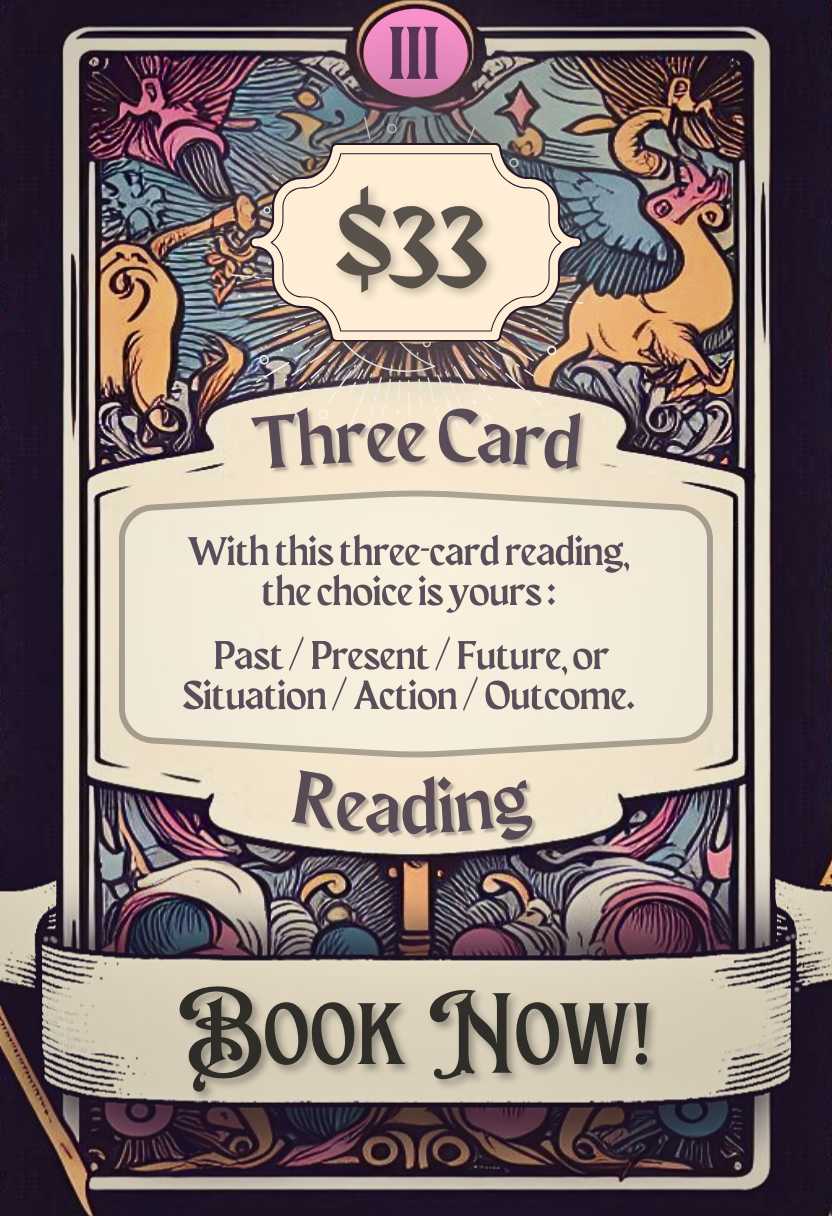 III
$33
Three Card
With this three-card reading,
the choice is yours :
Past / Present / Future, or
Situation / Action / Outcome.
Reading
Book Now!